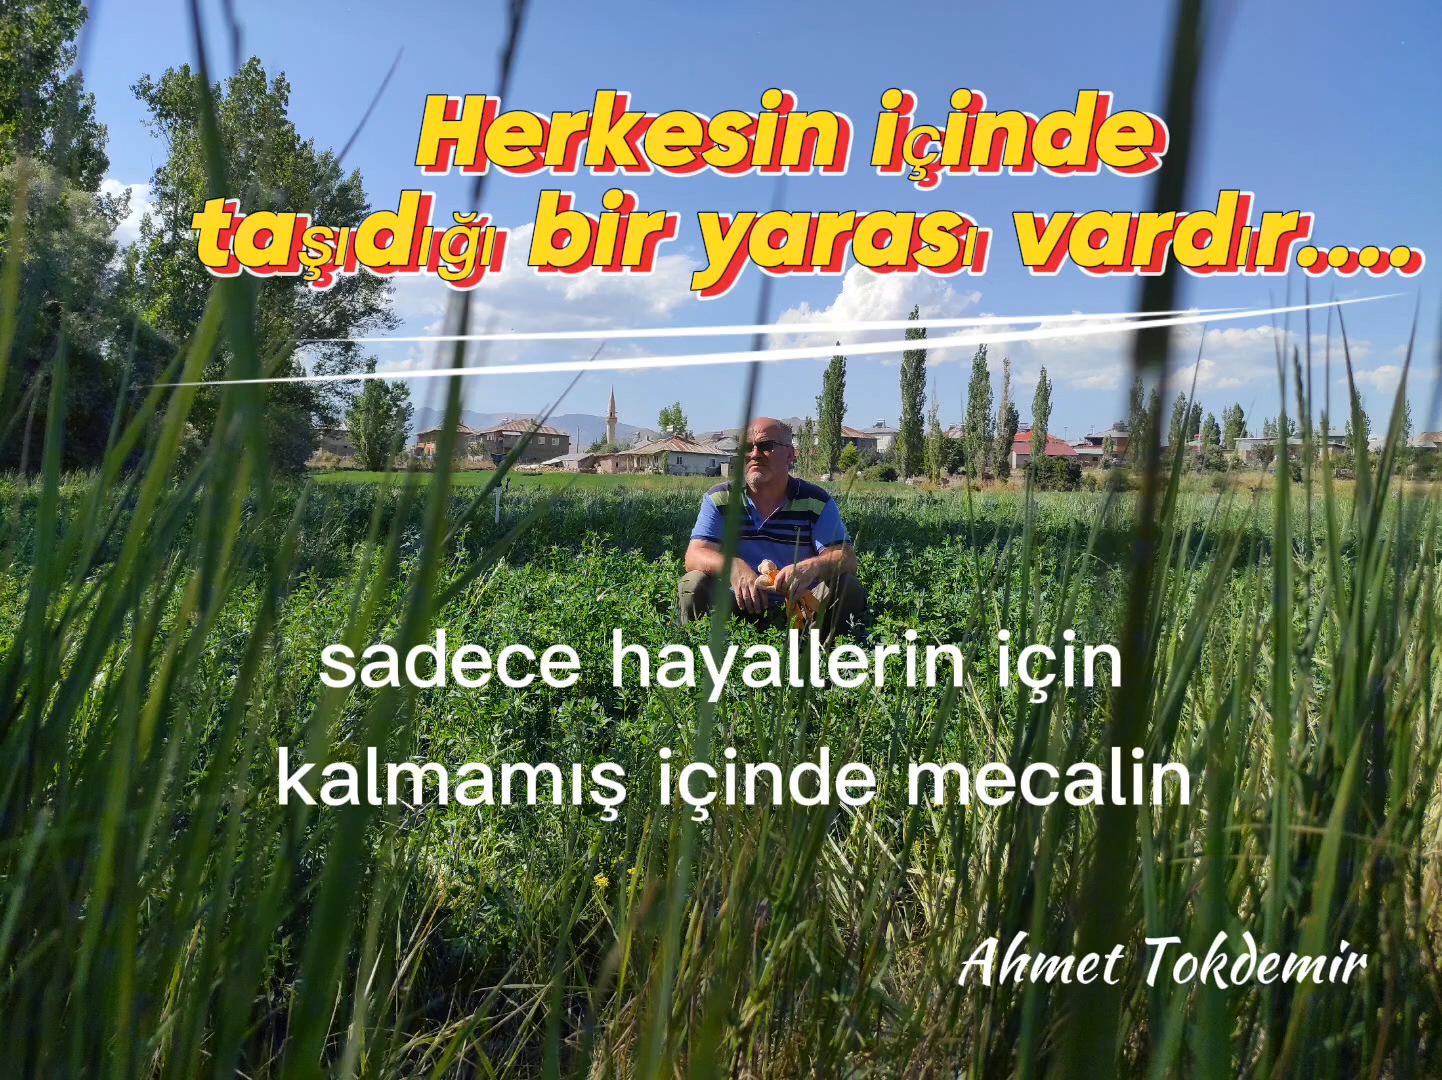 Herkesin içinde
taşıdığı bir yarası vardır....
sadece hayallerin için
kalmamış içinde mecalin
Ahmet Tokdemir